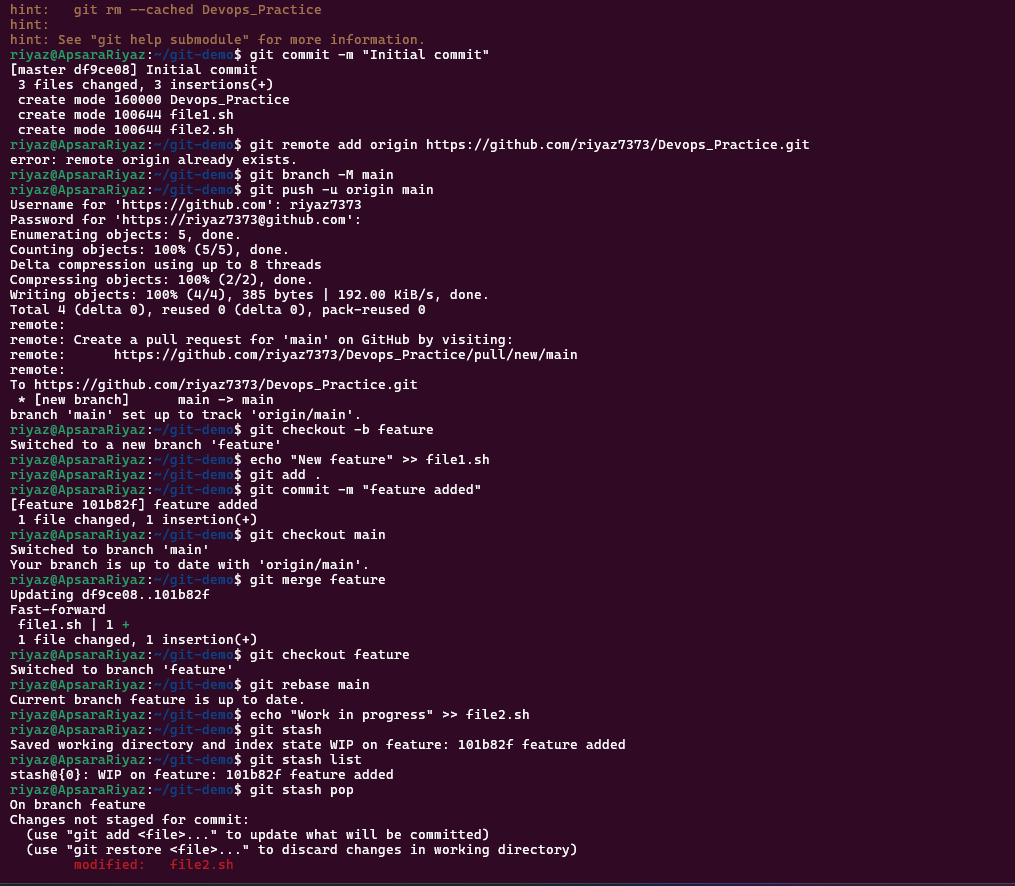 hint:   git rm --cached Devops_Practice
hint:
hint: See "git help submodule" for more information.
riyaz@ApsaraRiyaz:~/git-demo$ git commit -m "Initial commit"
[master df9ce08] Initial commit
 3 files changed, 3 insertions(+)
 create mode 160000 Devops_Practice
 create mode 100644 file1.sh
 create mode 100644 file2.sh
riyaz@ApsaraRiyaz:~/git-demo$ git remote add origin https://github.com/riyaz7373/Devops_Practice.git
error: remote origin already exists.
riyaz@ApsaraRiyaz:~/git-demo$ git branch -M main
riyaz@ApsaraRiyaz:~/git-demo$ git push -u origin main
Username for 'https://github.com': riyaz7373
Password for 'https://riyaz7373@github.com':
Enumerating objects: 5, done.
Counting objects: 100% (5/5), done.
Delta compression using up to 8 threads
Compressing objects: 100% (2/2), done.
Writing objects: 100% (4/4), 385 bytes | 192.00 KiB/s, done.
Total 4 (delta 0), reused 0 (delta 0), pack-reused 0
remote:
remote: Create a pull request for 'main' on GitHub by visiting:
remote:      https://github.com/riyaz7373/Devops_Practice/pull/new/main
remote:
To https://github.com/riyaz7373/Devops_Practice.git
 * [new branch]      main -> main
branch 'main' set up to track 'origin/main'.
riyaz@ApsaraRiyaz:~/git-demo$ git checkout -b feature
Switched to a new branch 'feature'
riyaz@ApsaraRiyaz:~/git-demo$ echo "New feature" >> file1.sh
riyaz@ApsaraRiyaz:~/git-demo$ git add .
riyaz@ApsaraRiyaz:~/git-demo$ git commit -m "feature added"
[feature 101b82f] feature added
 1 file changed, 1 insertion(+)
riyaz@ApsaraRiyaz:~/git-demo$ git checkout main
Switched to branch 'main'
Your branch is up to date with 'origin/main'.
riyaz@ApsaraRiyaz:~/git-demo$ git merge feature
Updating df9ce08..101b82f
Fast-forward
 file1.sh | 1 +
 1 file changed, 1 insertion(+)
riyaz@ApsaraRiyaz:~/git-demo$ git checkout feature
Switched to branch 'feature'
riyaz@ApsaraRiyaz:~/git-demo$ git rebase main
Current branch feature is up to date.
riyaz@ApsaraRiyaz:~/git-demo$ echo "Work in progress" >> file2.sh
riyaz@ApsaraRiyaz:~/git-demo$ git stash
Saved working directory and index state WIP on feature: 101b82f feature added
riyaz@ApsaraRiyaz:~/git-demo$ git stash list
stash@{0}: WIP on feature: 101b82f feature added
riyaz@ApsaraRiyaz:~/git-demo$ git stash pop
On branch feature
Changes not staged for commit:
  (use "git add <file>..." to update what will be committed)
  (use "git restore <file>..." to discard changes in working directory)
        modified:   file2.sh